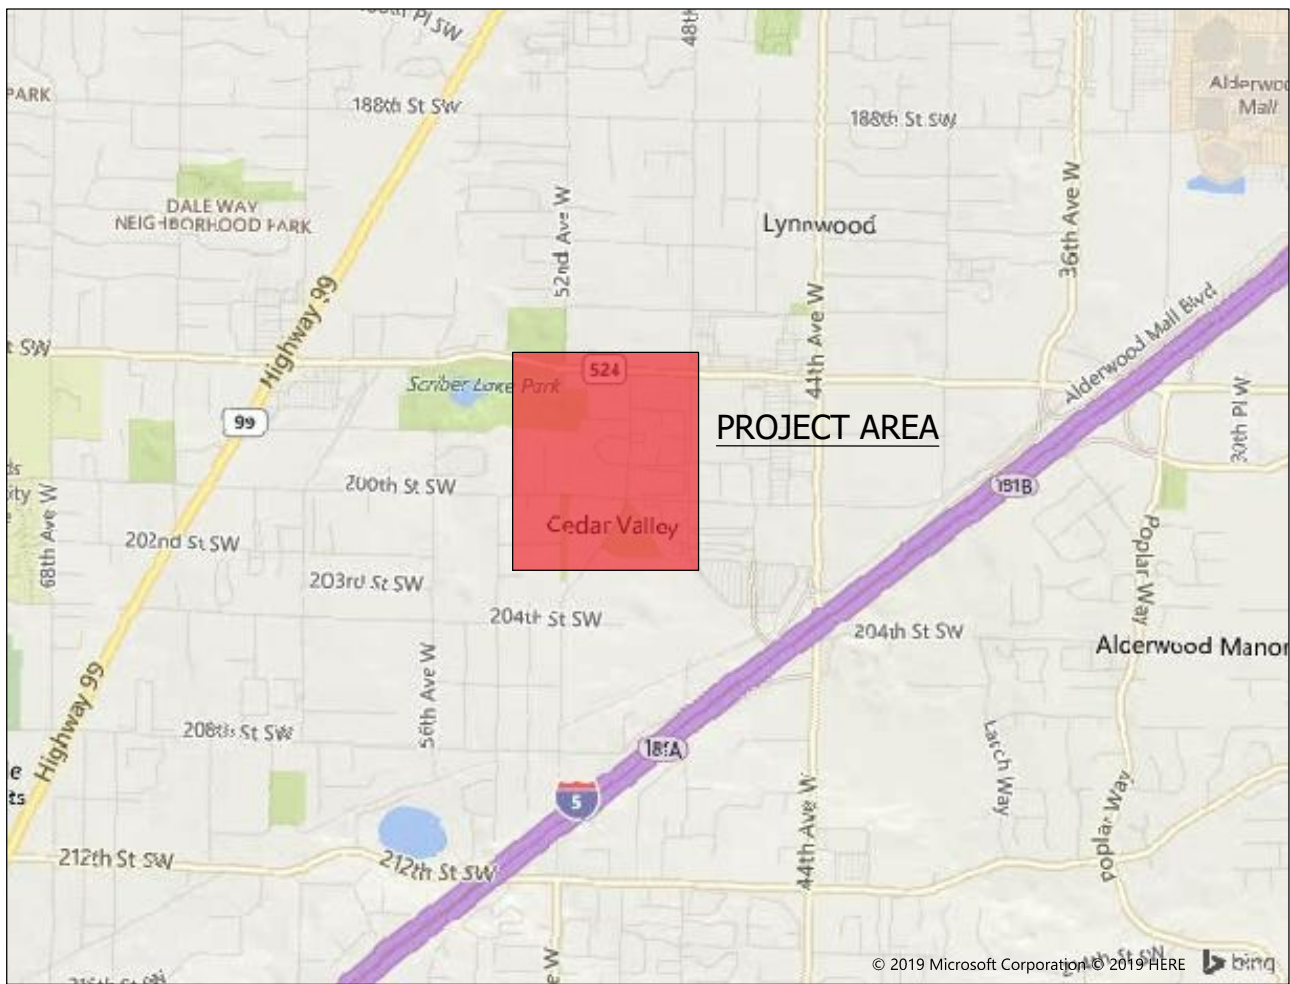 Pl SW
48th
188th St SW
PARK
188th St SW
Mall
DALE WAY
NEIGHBORHOOD PARK
52nd Ave W
Lynnwood
36th Ave W
Highway 99
44th Ave W
Alderwood Mall Blvd
t SW
524
Scriber Lake Park
99
PROJECT AREA
30th Pl W
200th St SW
181B
68th Ave W
Cedar Valley
202nd St SW
203rd St SW
Poplar Way
204th St SW
204th St SW
Alderwood Manor
56th Ave W
Highway 99
208th St SW
181A
Larch Way
5
44th Ave W
Poplar Way
212th St SW
212th St SW
e W
© 2019 Microsoft Corporation © 2019 HERE
bing